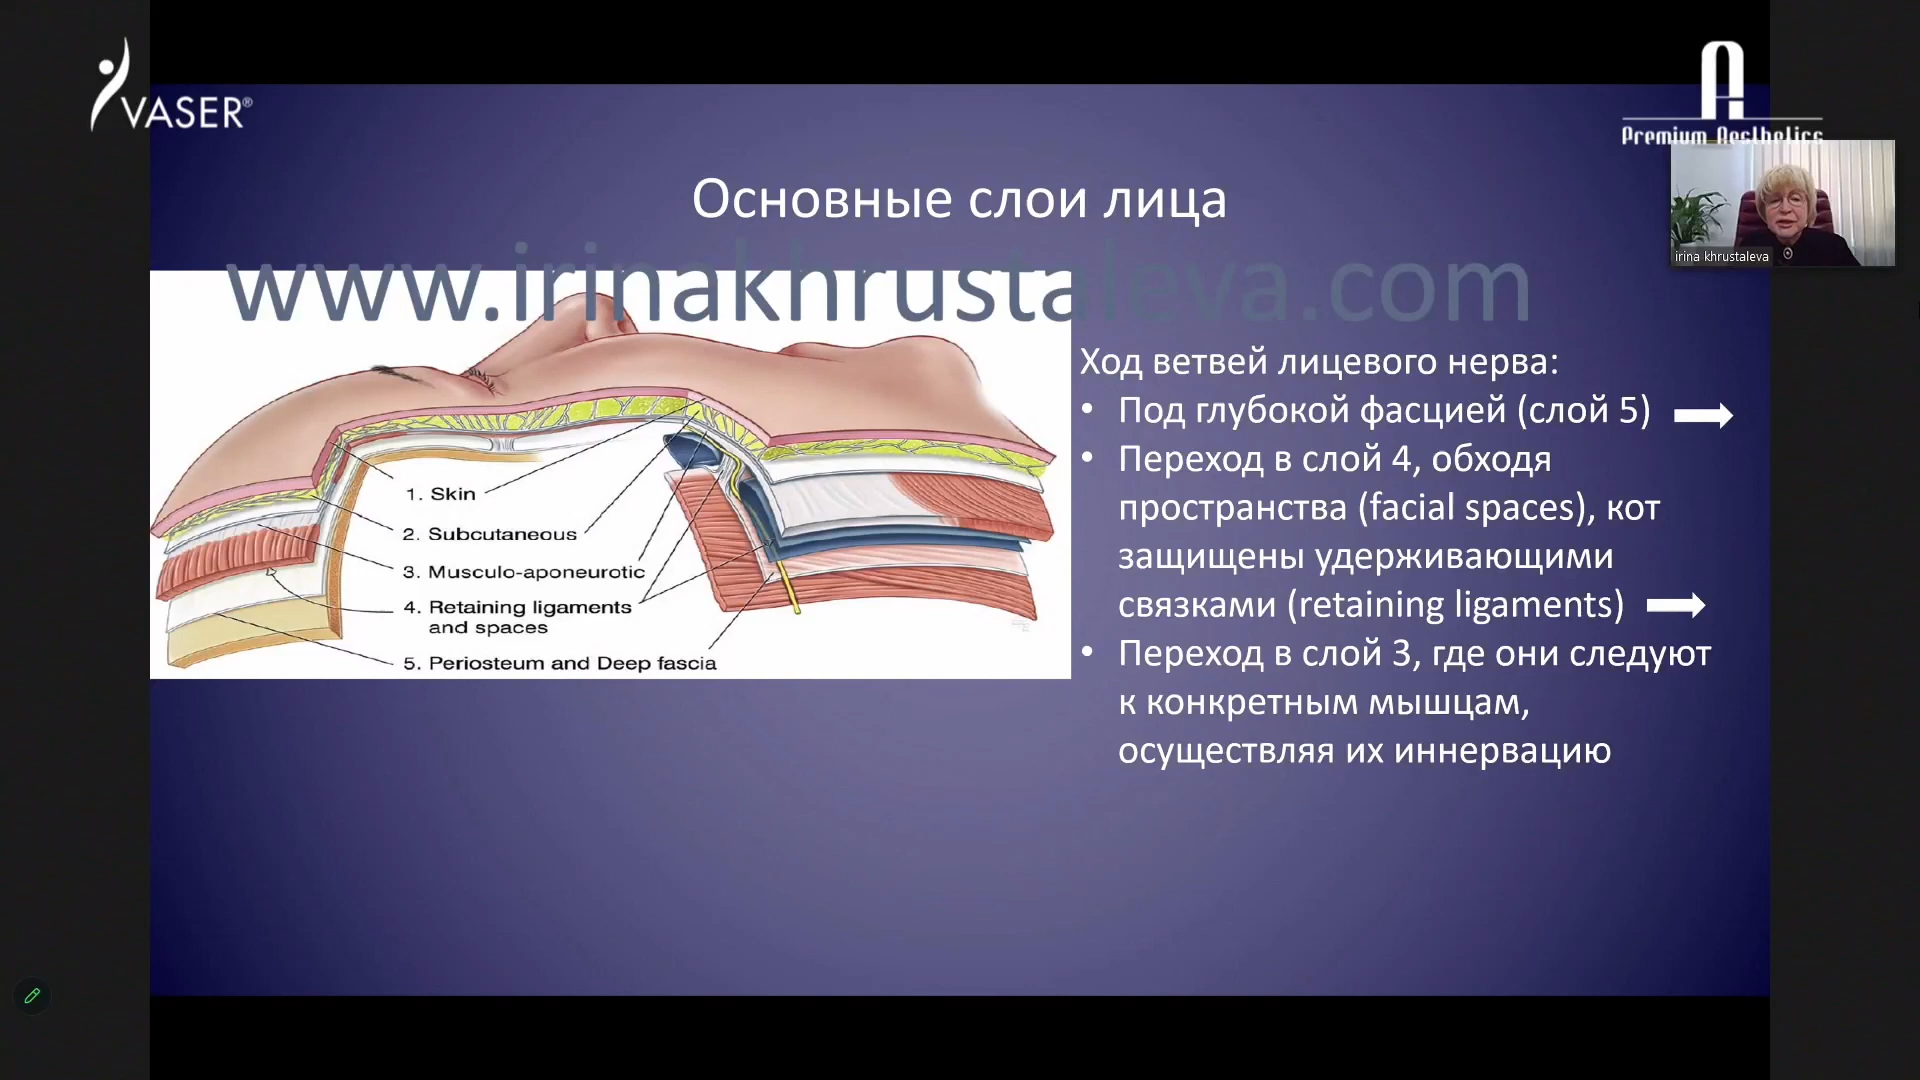 VASER®
Premium Aesthetics
irina khrustaleva
Основные слои лица
www.irinakhrustaleva.com
1. Skin
2. Subcutaneous
3. Musculo-aponeurotic
4. Retaining ligaments
and spaces
5. Periosteum and Deep fascia
Ход ветвей лицевого нерва:
• Под глубокой фасцией (слой 5)
• Переход в слой 4, обходя
пространства (facial spaces), кот
защищены удерживающими
связками (retaining ligaments)
• Переход в слой 3, где они следуют
к конкретным мышцам,
осуществляя их иннервацию